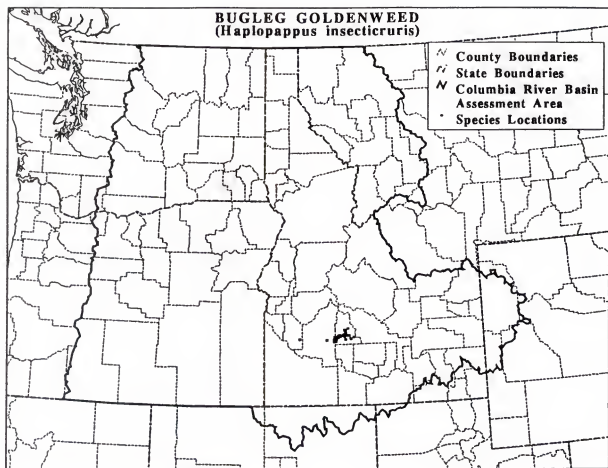 BUGLEG GOLDENWEED
(Haplopappus insecticruris)
County Boundaries
State Boundaries
Columbia River Basin
Assessment Area
Species Locations